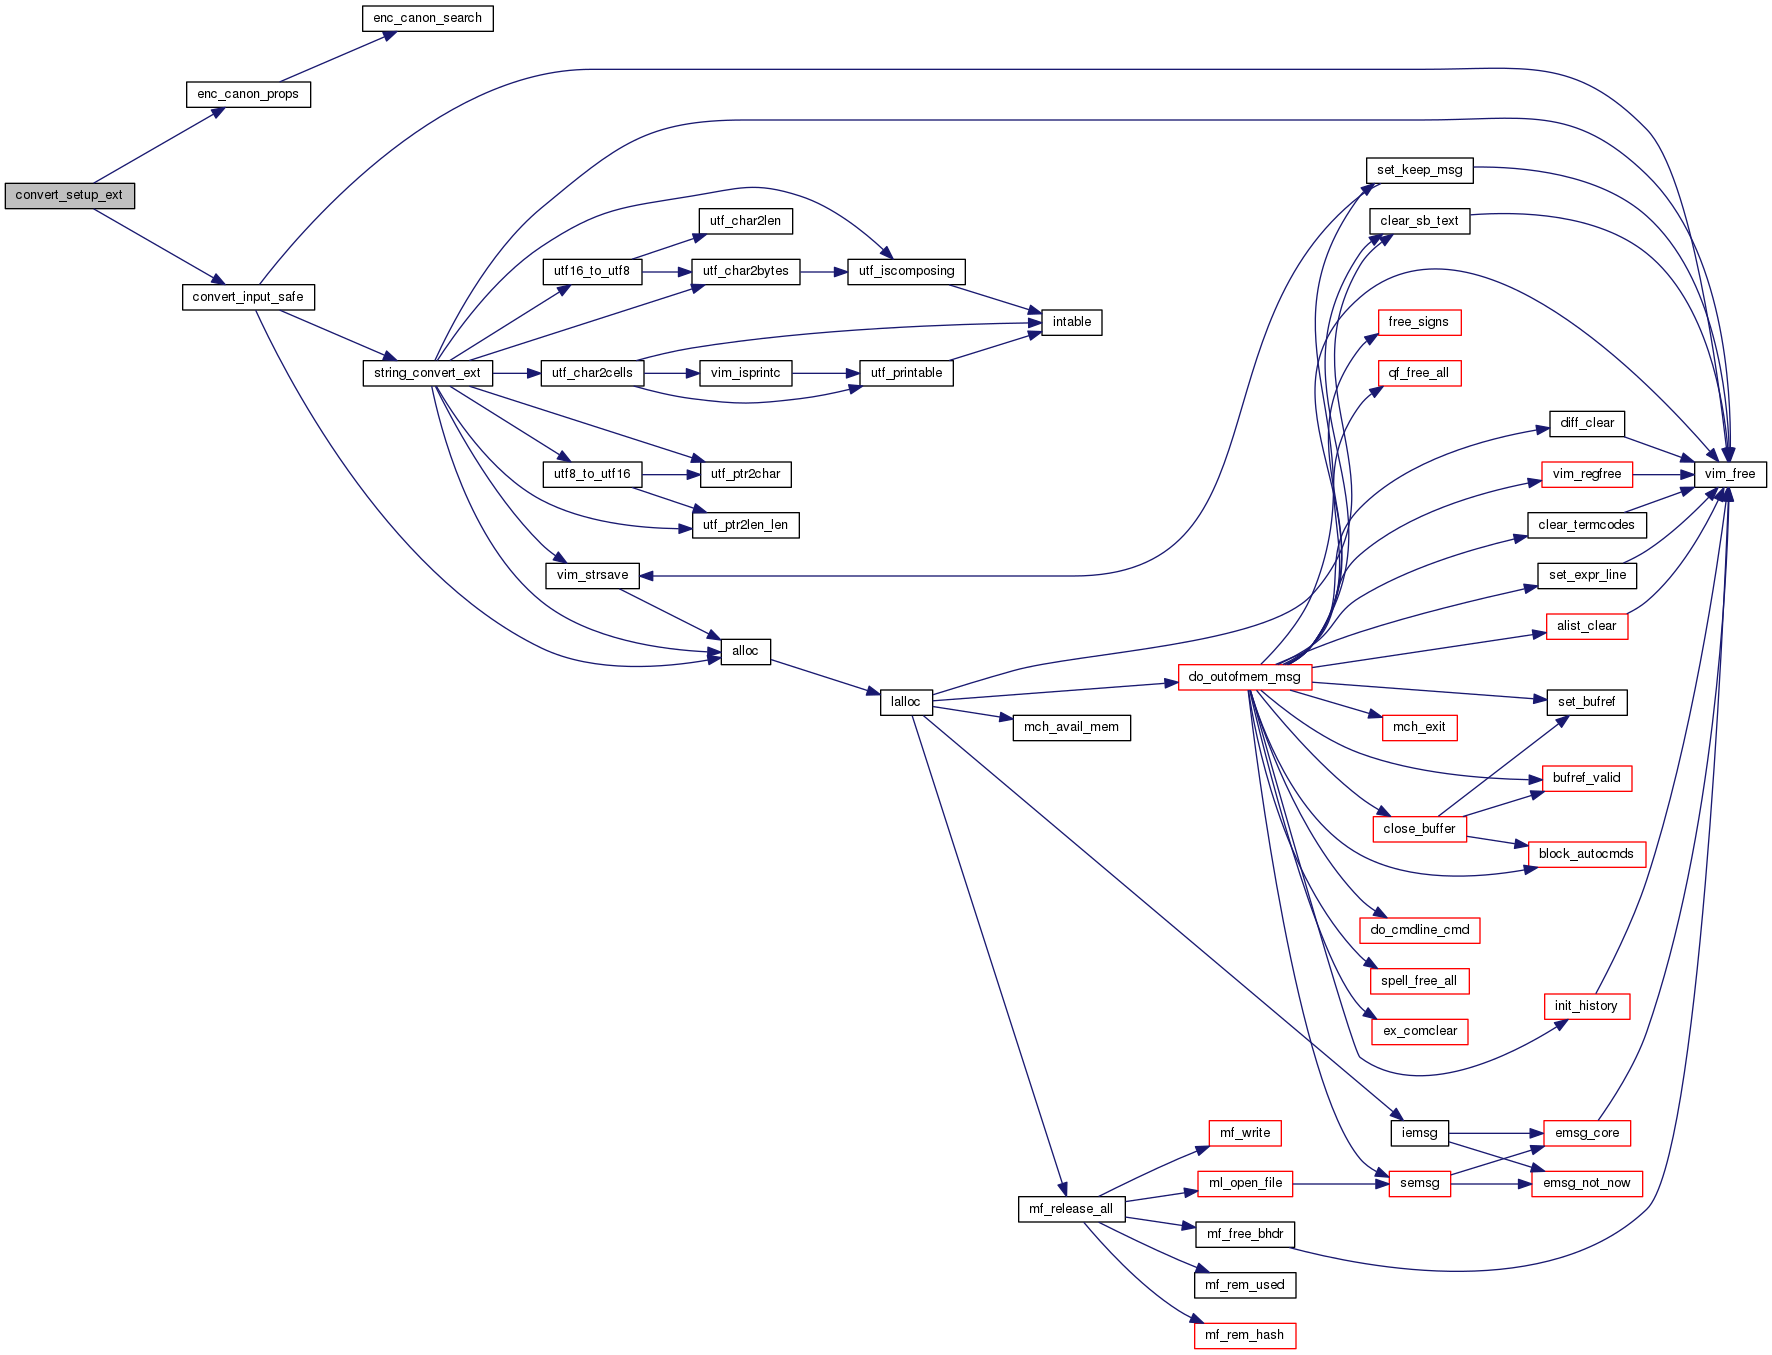 enc_canon_search
enc_canon_props
convert_setup_ext
convert_input_safe
string_convert_ext
utf_char2len
utf16_to_utf8
utf_char2bytes
utf_iscomposing
intable
utf_char2cells
vim_isprintc
utf_printable
utf8_to_utf16
utf_ptr2char
utf_ptr2len_len
vim_strsave
alloc
lalloc
mch_avail_mem
do_outofmem_msg
set_keep_msg
clear_sb_text
free_signs
qf_free_all
diff_clear
vim_regfree
vim_free
clear_termcodes
set_expr_line
alist_clear
set_bufref
mch_exit
bufref_valid
close_buffer
block_autocmds
do_cmdline_cmd
spell_free_all
init_history
ex_comclear
iemsg
emsg_core
semsg
emsg_not_now
mf_write
ml_open_file
mf_release_all
mf_free_bhdr
mf_rem_used
mf_rem_hash